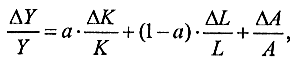 ΔY/Y = a · ΔK/K + (1 − a) · ΔL/L + ΔA/A,